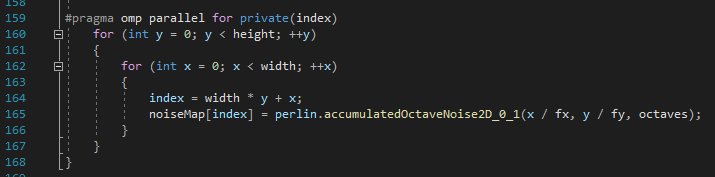 158
159 #pragma omp parallel for private(index)
160 for (int y = 0; y < height; ++y)
161 {
162 for (int x = 0; x < width; ++x)
163 {
164 index = width * y + x;
165 noiseMap[index] = perlin.accumulatedOctaveNoise2D_0_1(x / fx, y / fy, octaves);
166 }
167 }
168 }